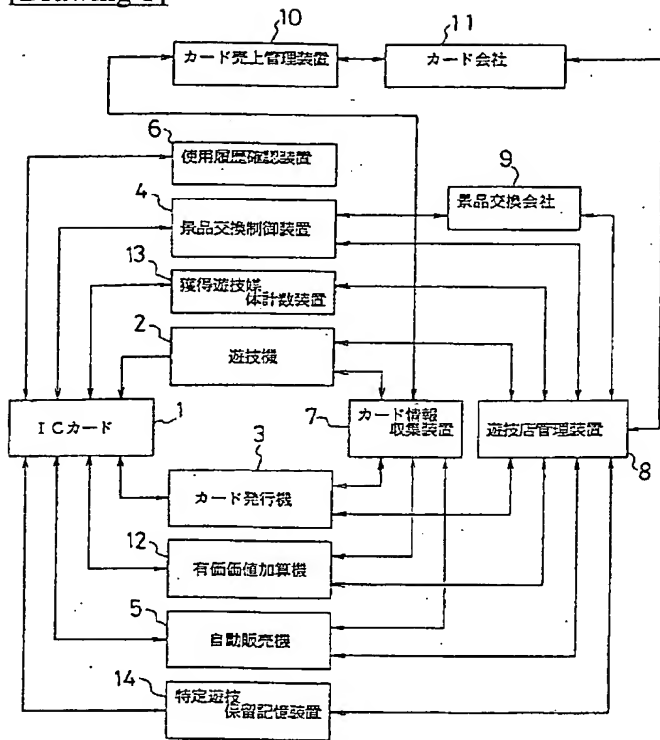 [Drawing 1]
10
11
カード売上管理装置
カード会社
6
使用履歴確認装置
9
4
景品交換会社
景品交換制御装置
13
獲得遊技媒
体計数装置
2
遊技機
ICカード
1
カード情報
収集装置
7
遊技店管理装置
8
3
カード発行機
12
有価価値加算機
5
自動販売機
14
特定遊技
保留記憶装置